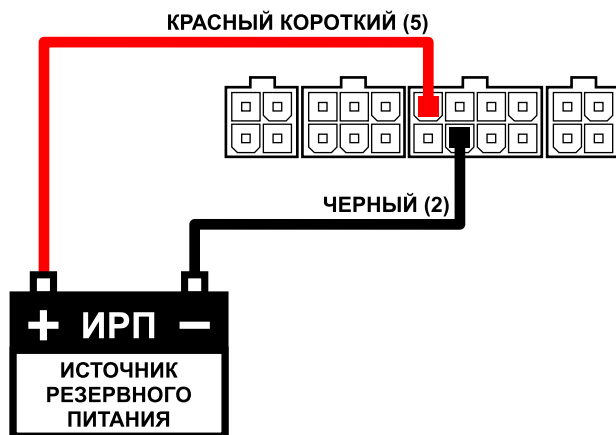 КРАСНЫЙ КОРОТКИЙ (5)
ЧЕРНЫЙ (2)
+ ИРП −
ИСТОЧНИК
РЕЗЕРВНОГО
ПИТАНИЯ